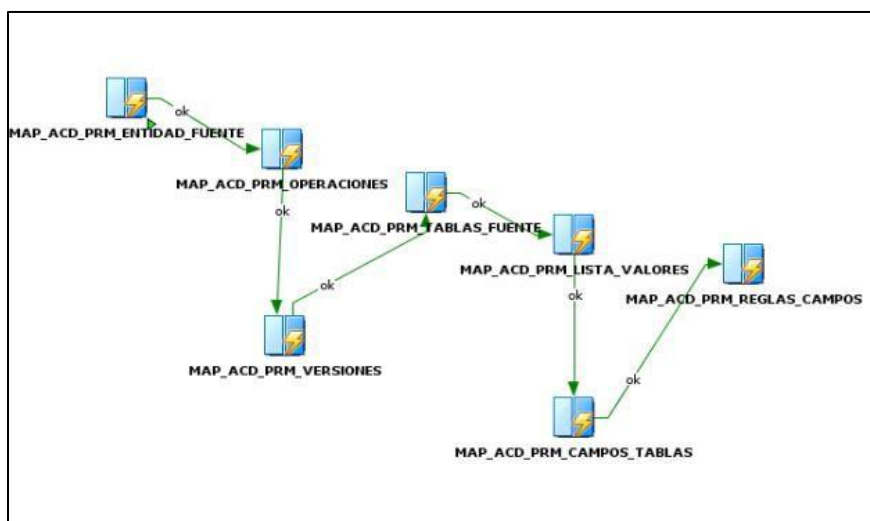 ok
MAP_ACD_PRM_ENTIDAD_FUENTE
MAP_ACD_PRM_OPERACIONES
ok
ok
MAP_ACD_PRM_TABLAS_FUENTE
MAP_ACD_PRM_LISTA_VALORES
ok
ok
MAP_ACD_PRM_REGLAS_CAMPOS
MAP_ACD_PRM_VERSIONES
ok
MAP_ACD_PRM_CAMPOS_TABLAS